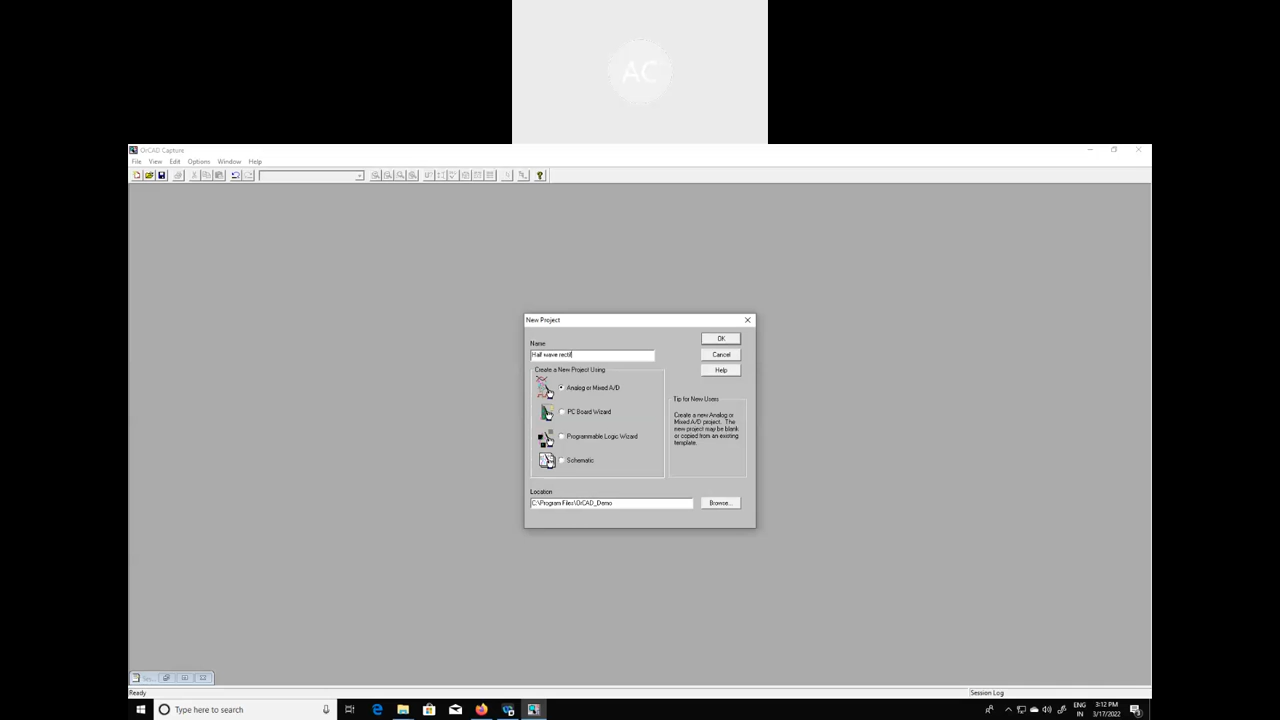 AC
OrCAD Capture
File View Edit Options Window Help
New Project
Name
OK
Half wave rectif
Cancel
Create a New Project Using
Help
Analog or Mixed A/D
PC Board Wizard
Programmable Logic Wizard
Schematic
Tip for New Users
Create a new Analog or
Mixed A/D project. The
new project may be blank
or copied from an existing
template.
Location
C:\Program Files\OrCAD_Demo
Browse...
Ready
Session Log
Type here to search
ENG
IN
3:12 PM
3/17/2022